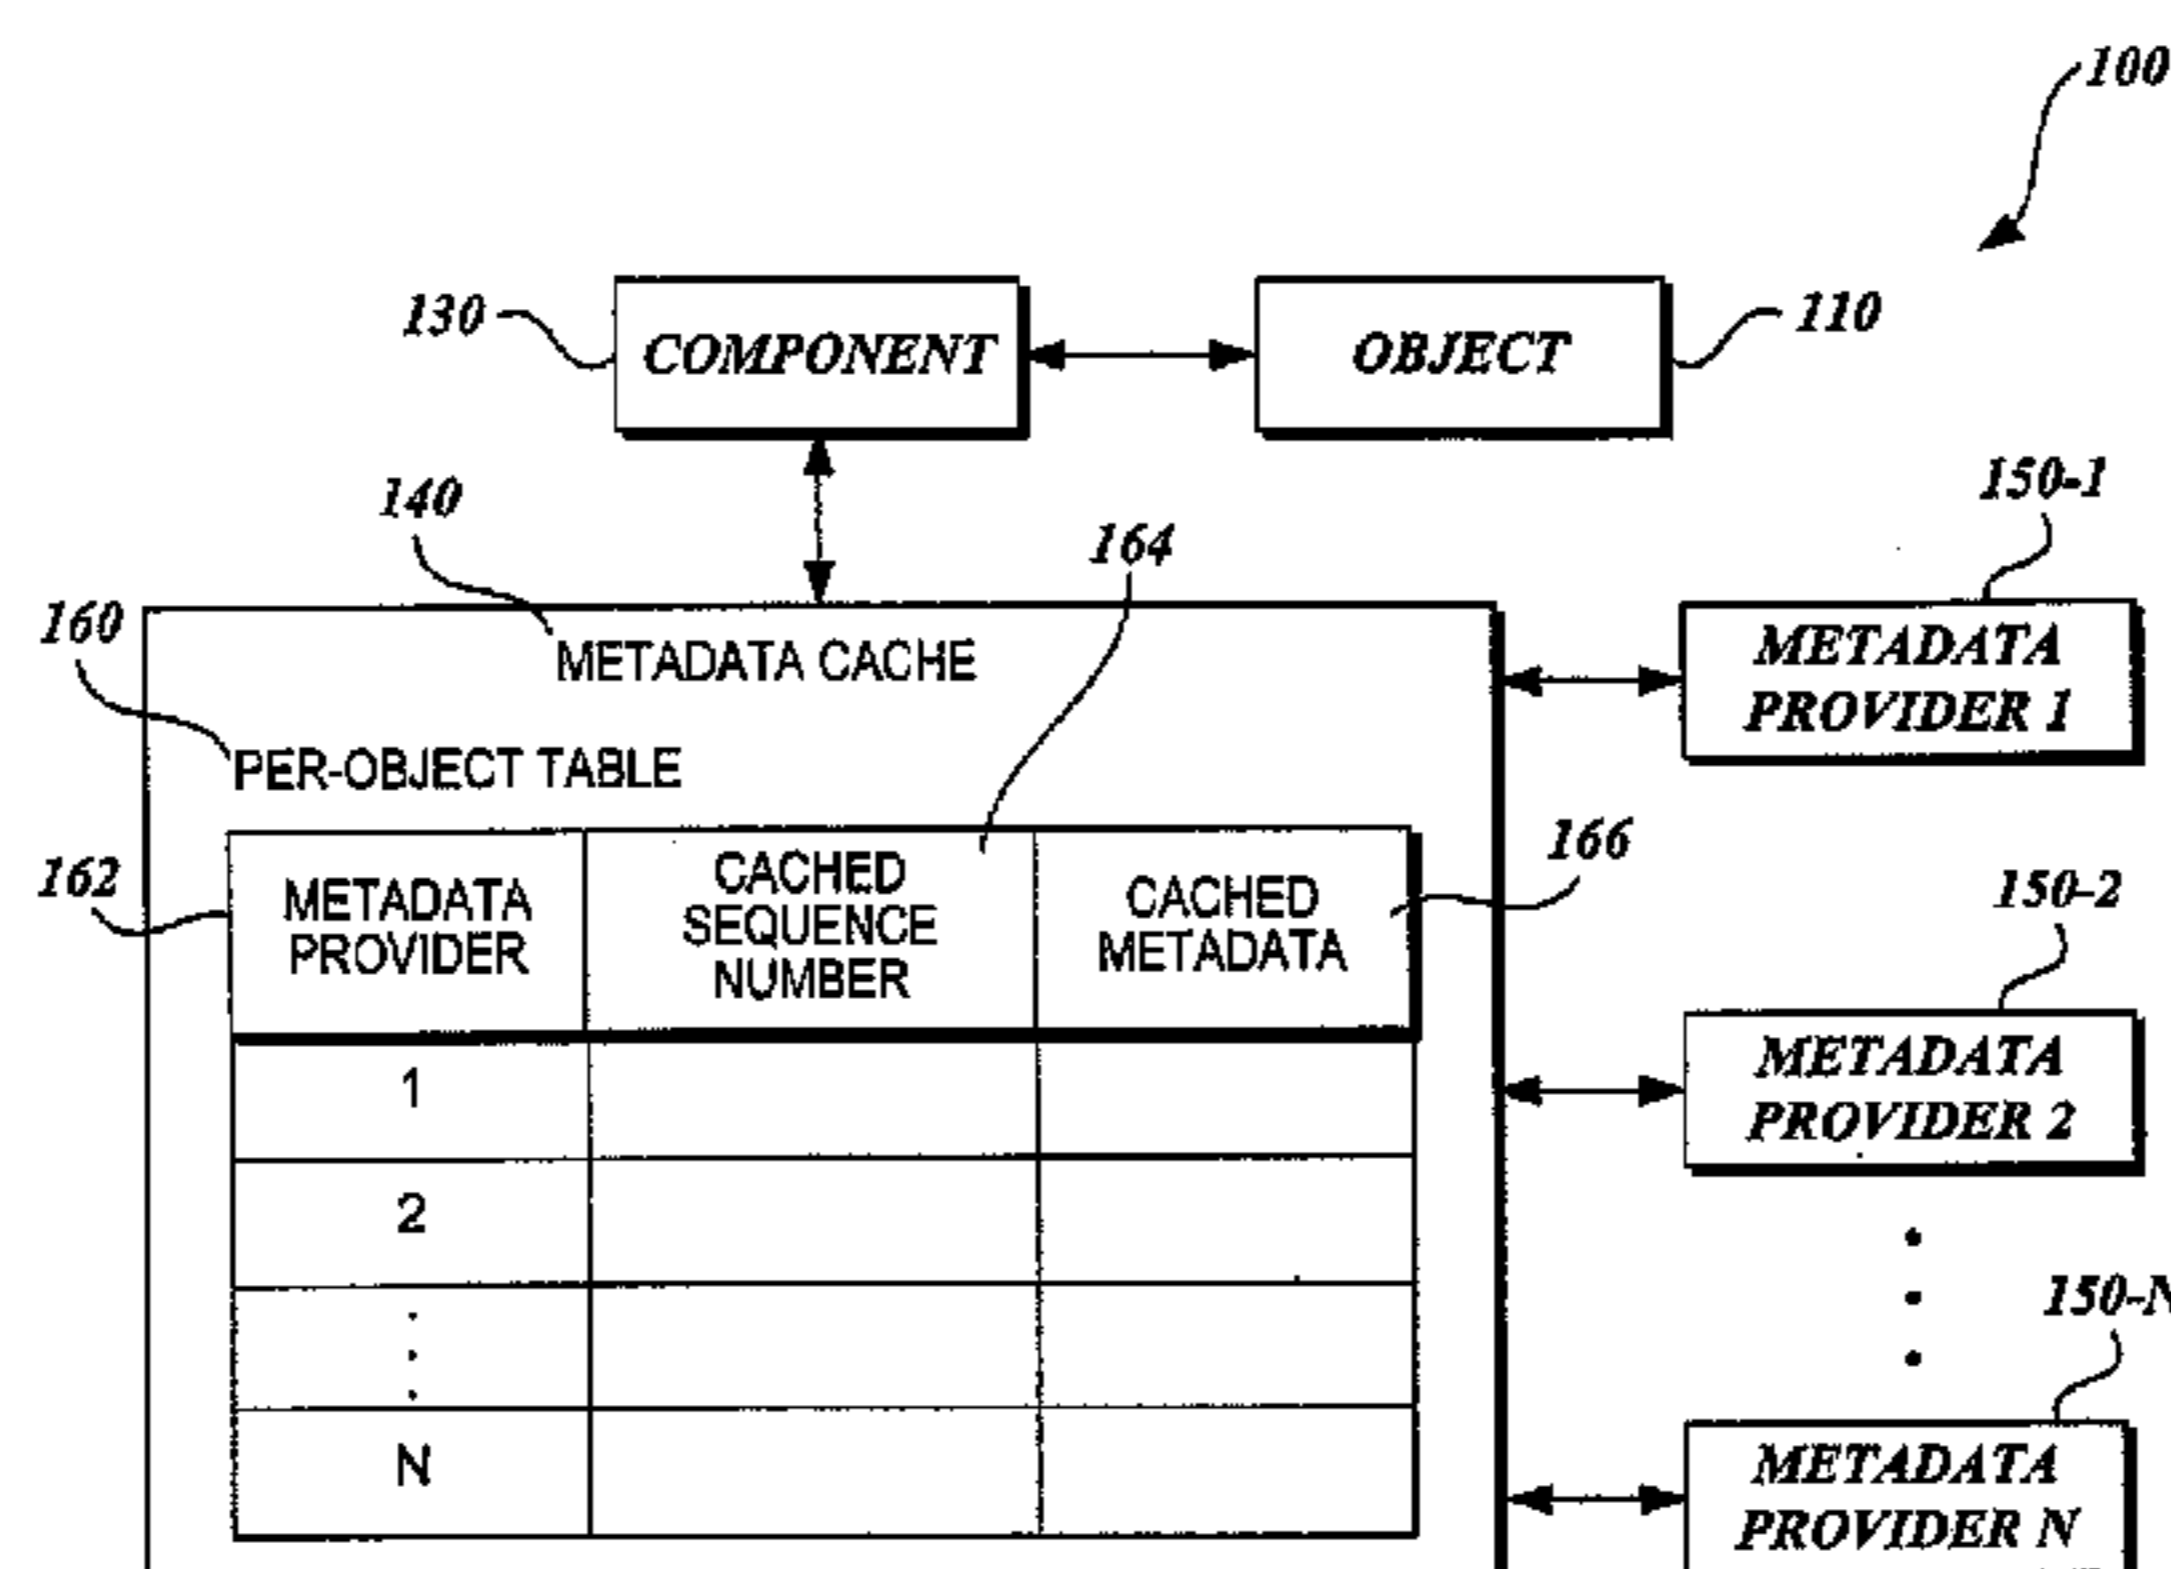 100
130
COMPONENT
OBJECT
110
140
164
150-1
160
METADATA CACHE
METADATA
PROVIDER 1
PER-OBJECT TABLE
162
METADATA
PROVIDER
CACHED
SEQUENCE
NUMBER
CACHED
METADATA
166
150-2
METADATA
PROVIDER 2
1
2
150-N
N
METADATA
PROVIDER N